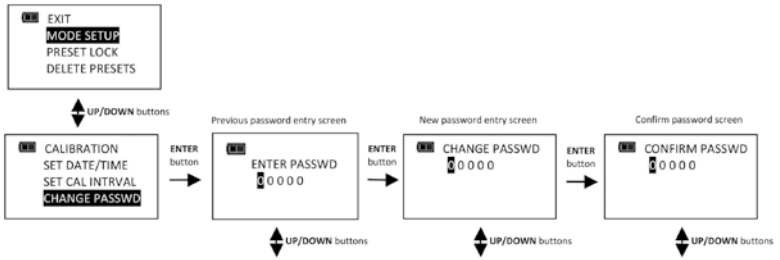 EXIT
MODE SETUP
PRESET LOCK
DELETE PRESETS
UP/DOWN buttons
CALIBRATION
SET DATE/TIME
SET CAL INTRVAL
CHANGE PASSWD
ENTER
button
Previous password entry screen
ENTER PASSWD
00000
UP/DOWN buttons
ENTER
button
New password entry screen
CHANGE PASSWD
00000
UP/DOWN buttons
ENTER
button
Confirm password screen
CONFIRM PASSWD
00000
UP/DOWN buttons